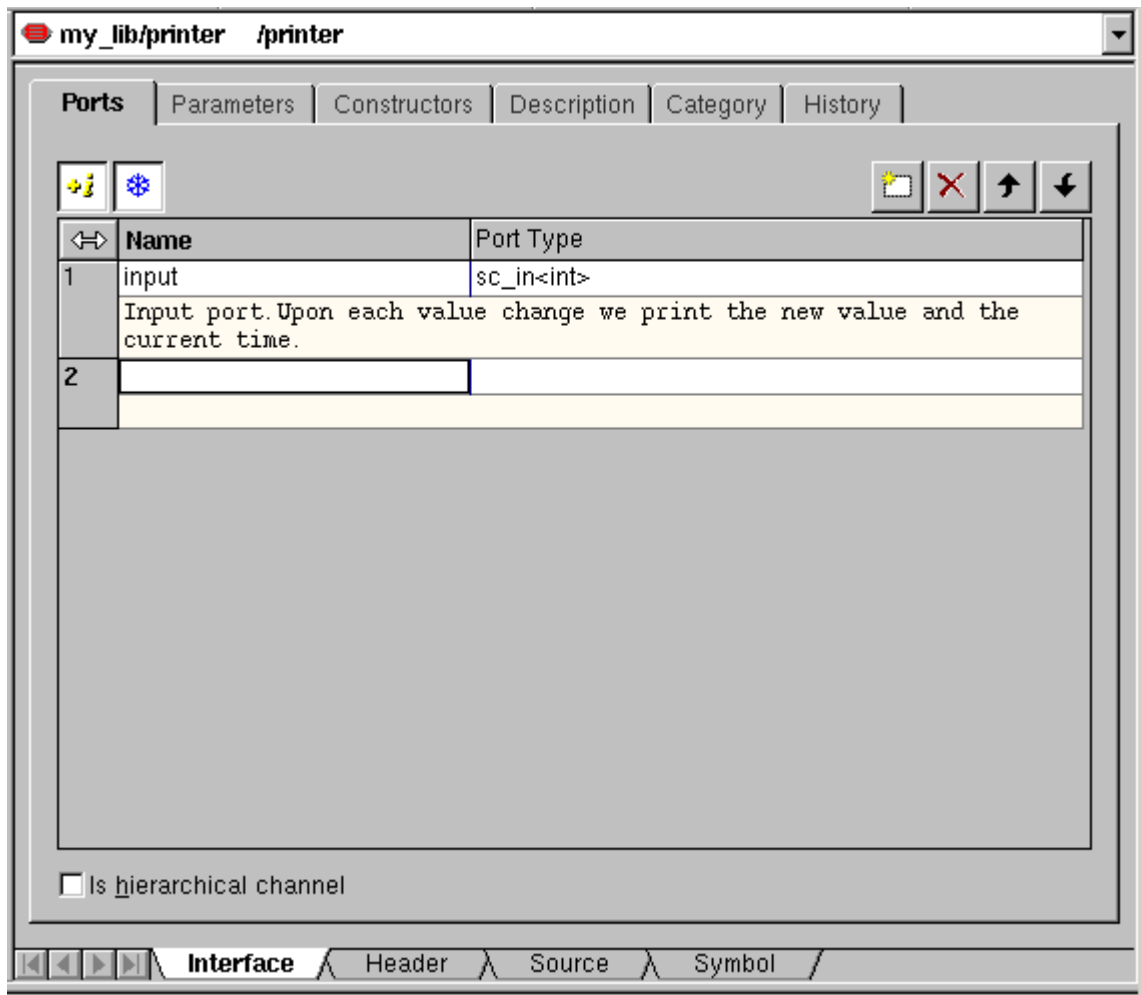 my_lib/printer /printer
Ports Parameters Constructors Description Category History
Name Port Type
1 input sc_in<int>
Input port.Upon each value change we print the new value and the
current time.
2
Is hierarchical channel
Interface Header Source Symbol